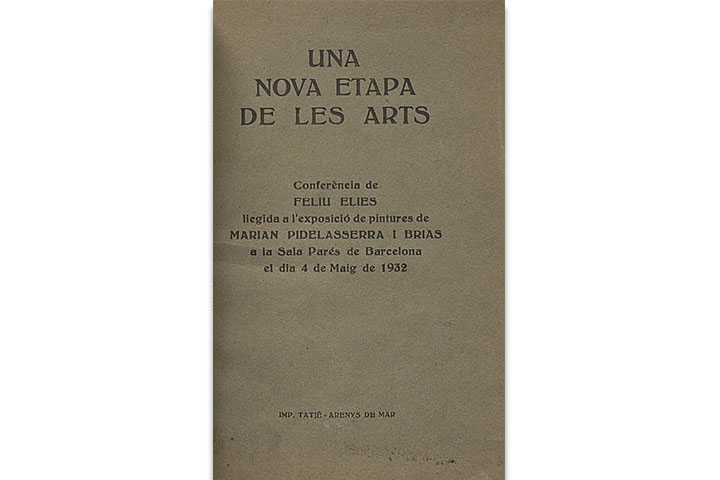 UNA
NOVA ETAPA
DE LES ARTS
Conferència de
FELIU ELIES
llegida a l'exposició de pintures de
MARIAN PIDELASSERRA I BRIAS
a la Sala Parés de Barcelona
el dia 4 de Maig de 1932
IMP. TATJÉ - ARENYS DE MAR